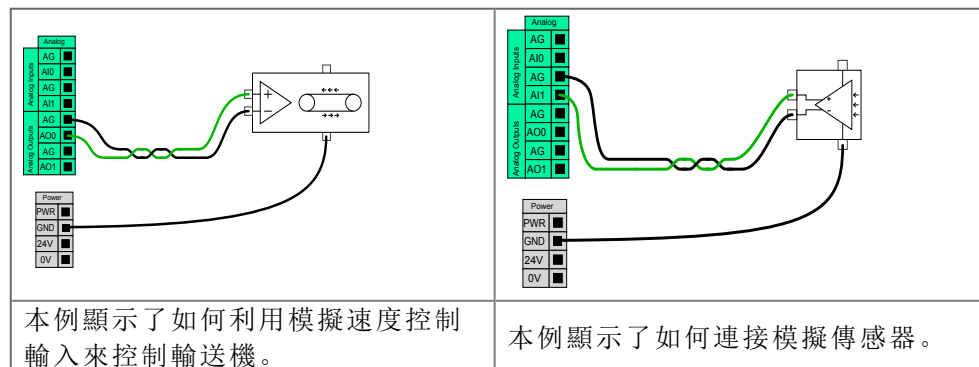 Analog
Analog Inputs
AG
AI0
AG
AI1
Analog Outputs
AG
AO0
AG
AO1
Power
PWR
GND
24V
0V
本例顯示了如何利用模擬速度控制
輸入來控制輸送機。
Analog
Analog Inputs
AG
AI0
AG
AI1
Analog Outputs
AG
AO0
AG
AO1
Power
PWR
GND
24V
0V
本例顯示了如何連接模擬傳感器。